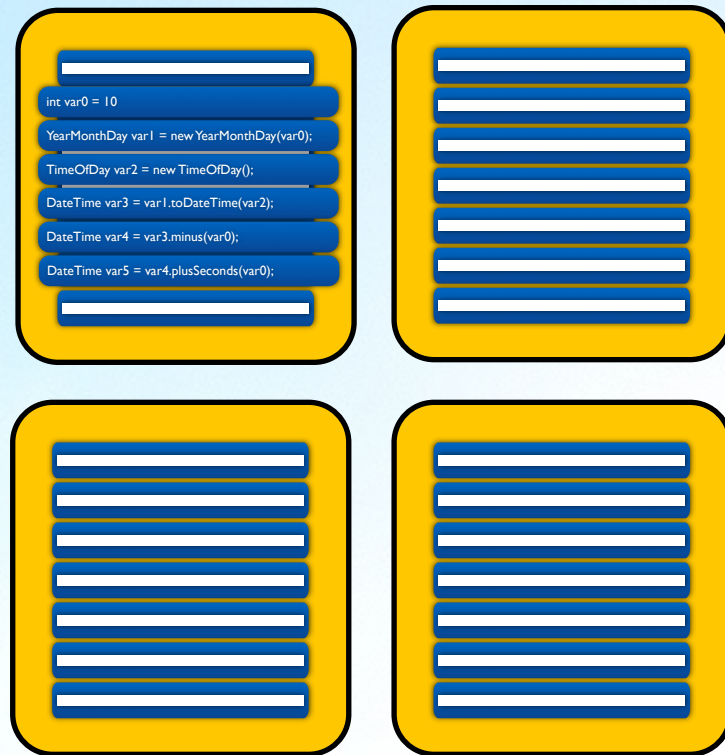 int var0 = 10
YearMonthDay var1 = new YearMonthDay(var0);
TimeOfDay var2 = new TimeOfDay();
DateTime var3 = var1.toDateTime(var2);
DateTime var4 = var3.minus(var0);
DateTime var5 = var4.plusSeconds(var0);